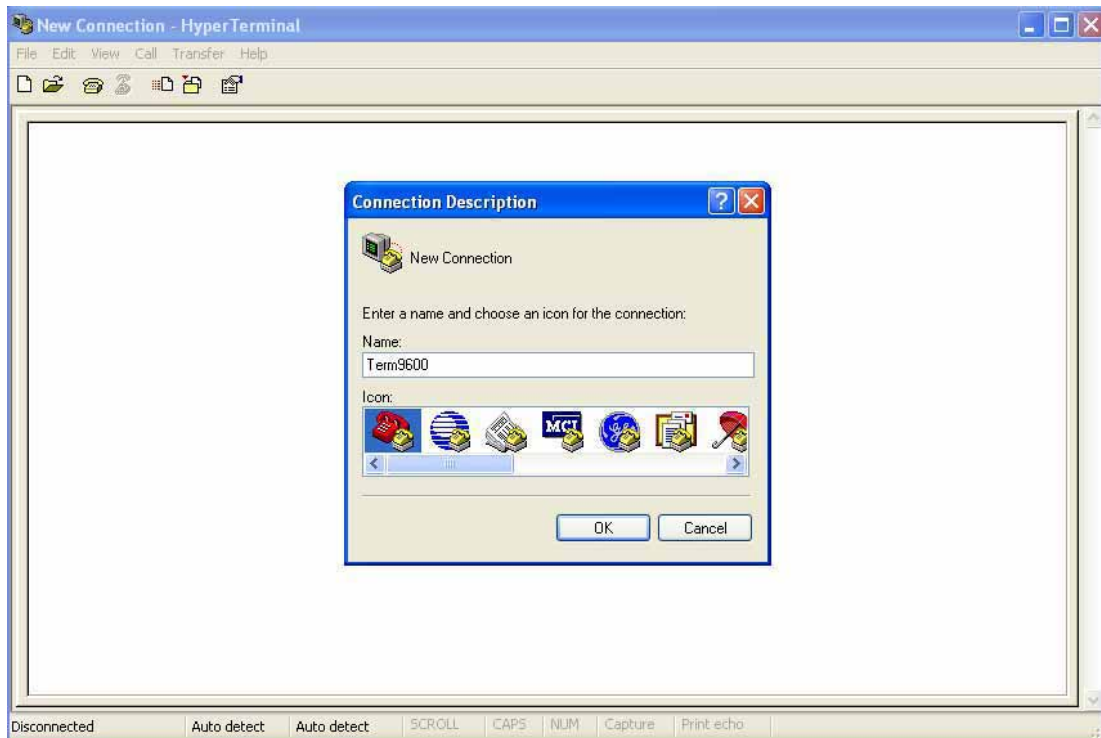 New Connection - HyperTerminal
File Edit View Call Transfer Help
Connection Description
New Connection
Enter a name and choose an icon for the connection:
Name:
Term9600
Icon:
MCI
OK Cancel
Disconnected Auto detect Auto detect SCROLL CAPS NUM Capture Print echo